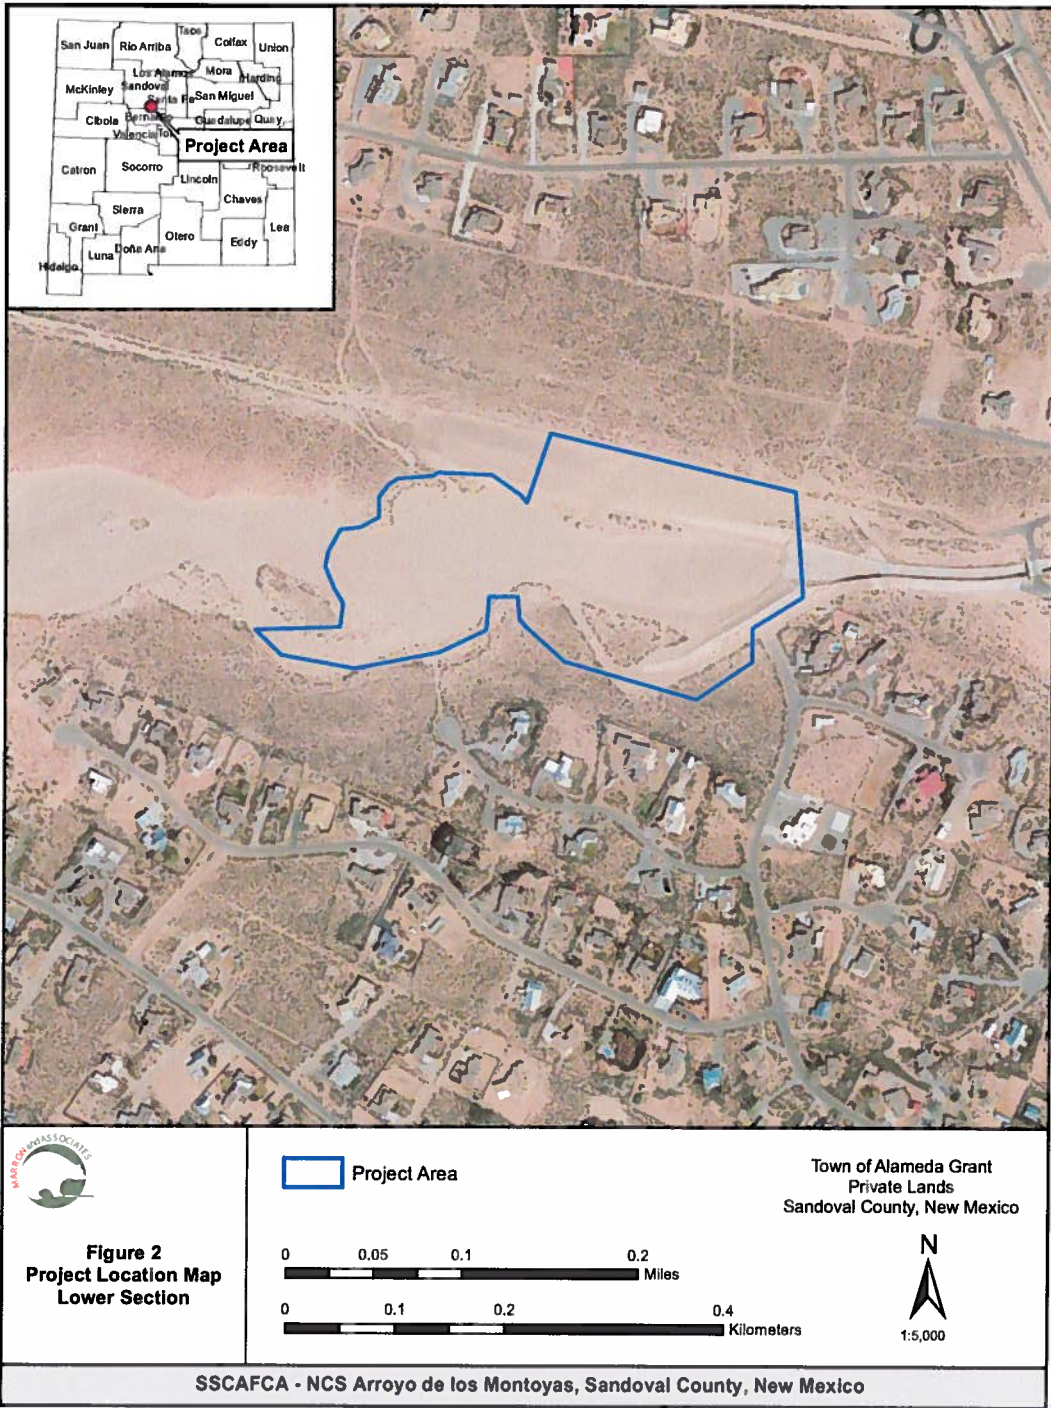 Taos
San Juan
Rio Arriba
Colfax
Union
Los Alamos
Mora
Harding
McKinley
Sandoval
Santa Fe
San Miguel
Cibola
Guadalupe
Quay
Valencia
Project Area
Catron
Socorro
Roosevelt
Lincoln
Chaves
Sierra
Grant
Otero
Lea
Luna
Doña Ana
Eddy
Hidalgo
MARRON and ASSOCIATES
Figure 2
Project Location Map
Lower Section
Project Area
0 0.05 0.1 0.2
Miles
0 0.1 0.2 0.4
Kilometers
Town of Alameda Grant
Private Lands
Sandoval County, New Mexico
N
1:5,000
SSCAFCA - NCS Arroyo de los Montoyas, Sandoval County, New Mexico